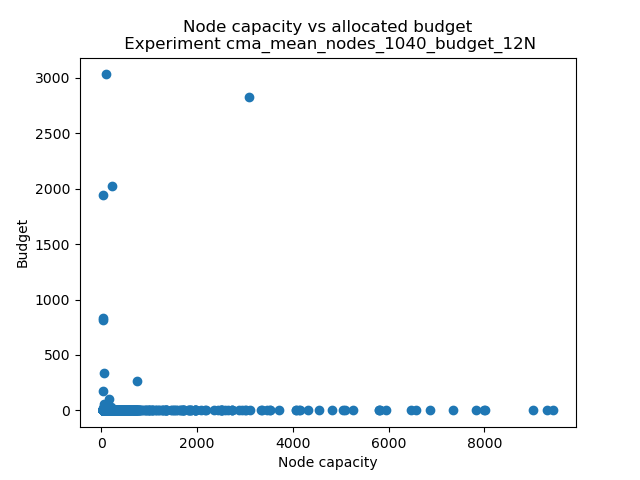 Node capacity vs allocated budget
Experiment cma_mean_nodes_1040_budget_12N
3000
2500
2000
1500
1000
500
0
Budget
0 2000 4000 6000 8000
Node capacity